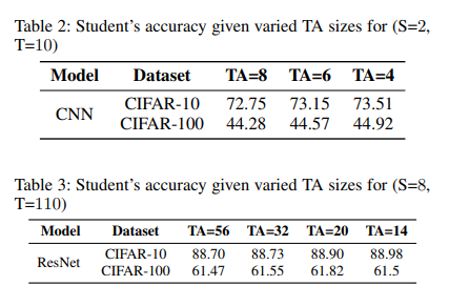 Table 2: Student's accuracy given varied TA sizes for (S=2,
T=10)
Model Dataset TA=8 TA=6 TA=4
CNN
CIFAR-10 72.75 73.15 73.51
CIFAR-100 44.28 44.57 44.92
Table 3: Student's accuracy given varied TA sizes for (S=8,
T=110)
Model Dataset TA=56 TA=32 TA=20 TA=14
ResNet
CIFAR-10 88.70 88.73 88.90 88.98
CIFAR-100 61.47 61.55 61.82 61.5